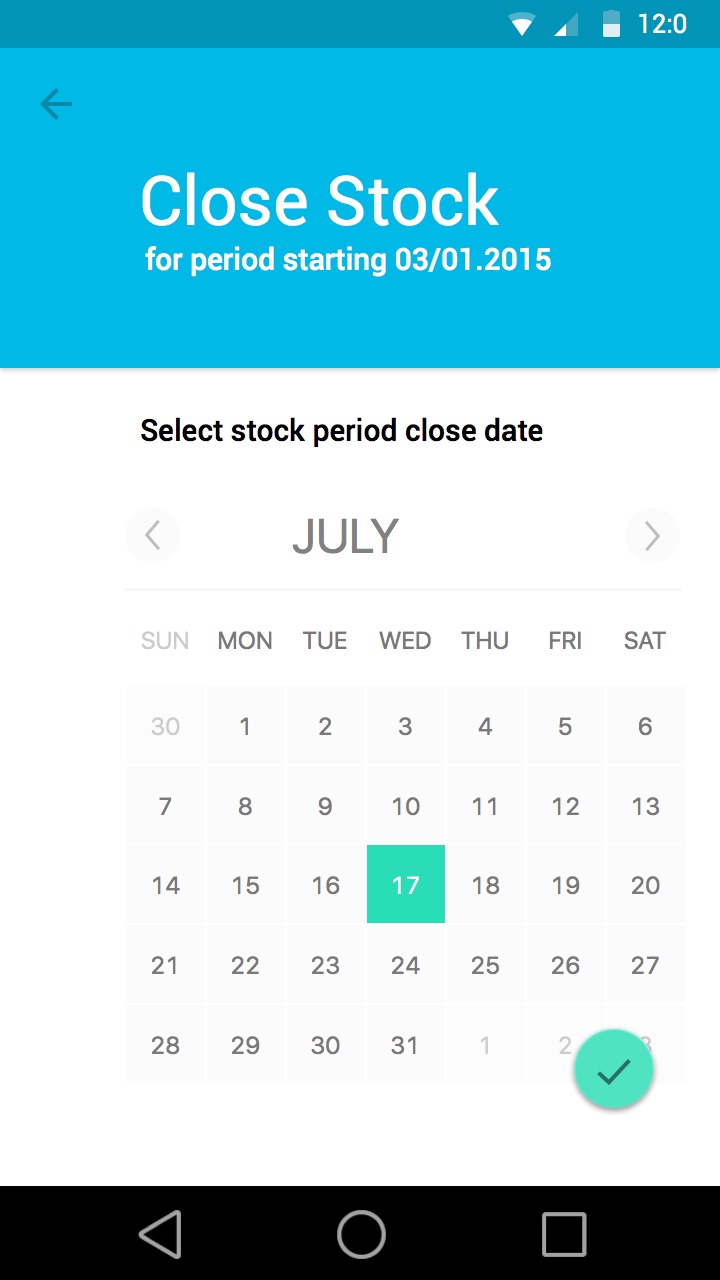 12:0
Close Stock
for period starting 03/01.2015
Select stock period close date
JULY
SUN MON TUE WED THU FRI SAT
30 1 2 3 4 5 6
7 8 9 10 11 12 13
14 15 16 17 18 19 20
21 22 23 24 25 26 27
28 29 30 31 1 2 3